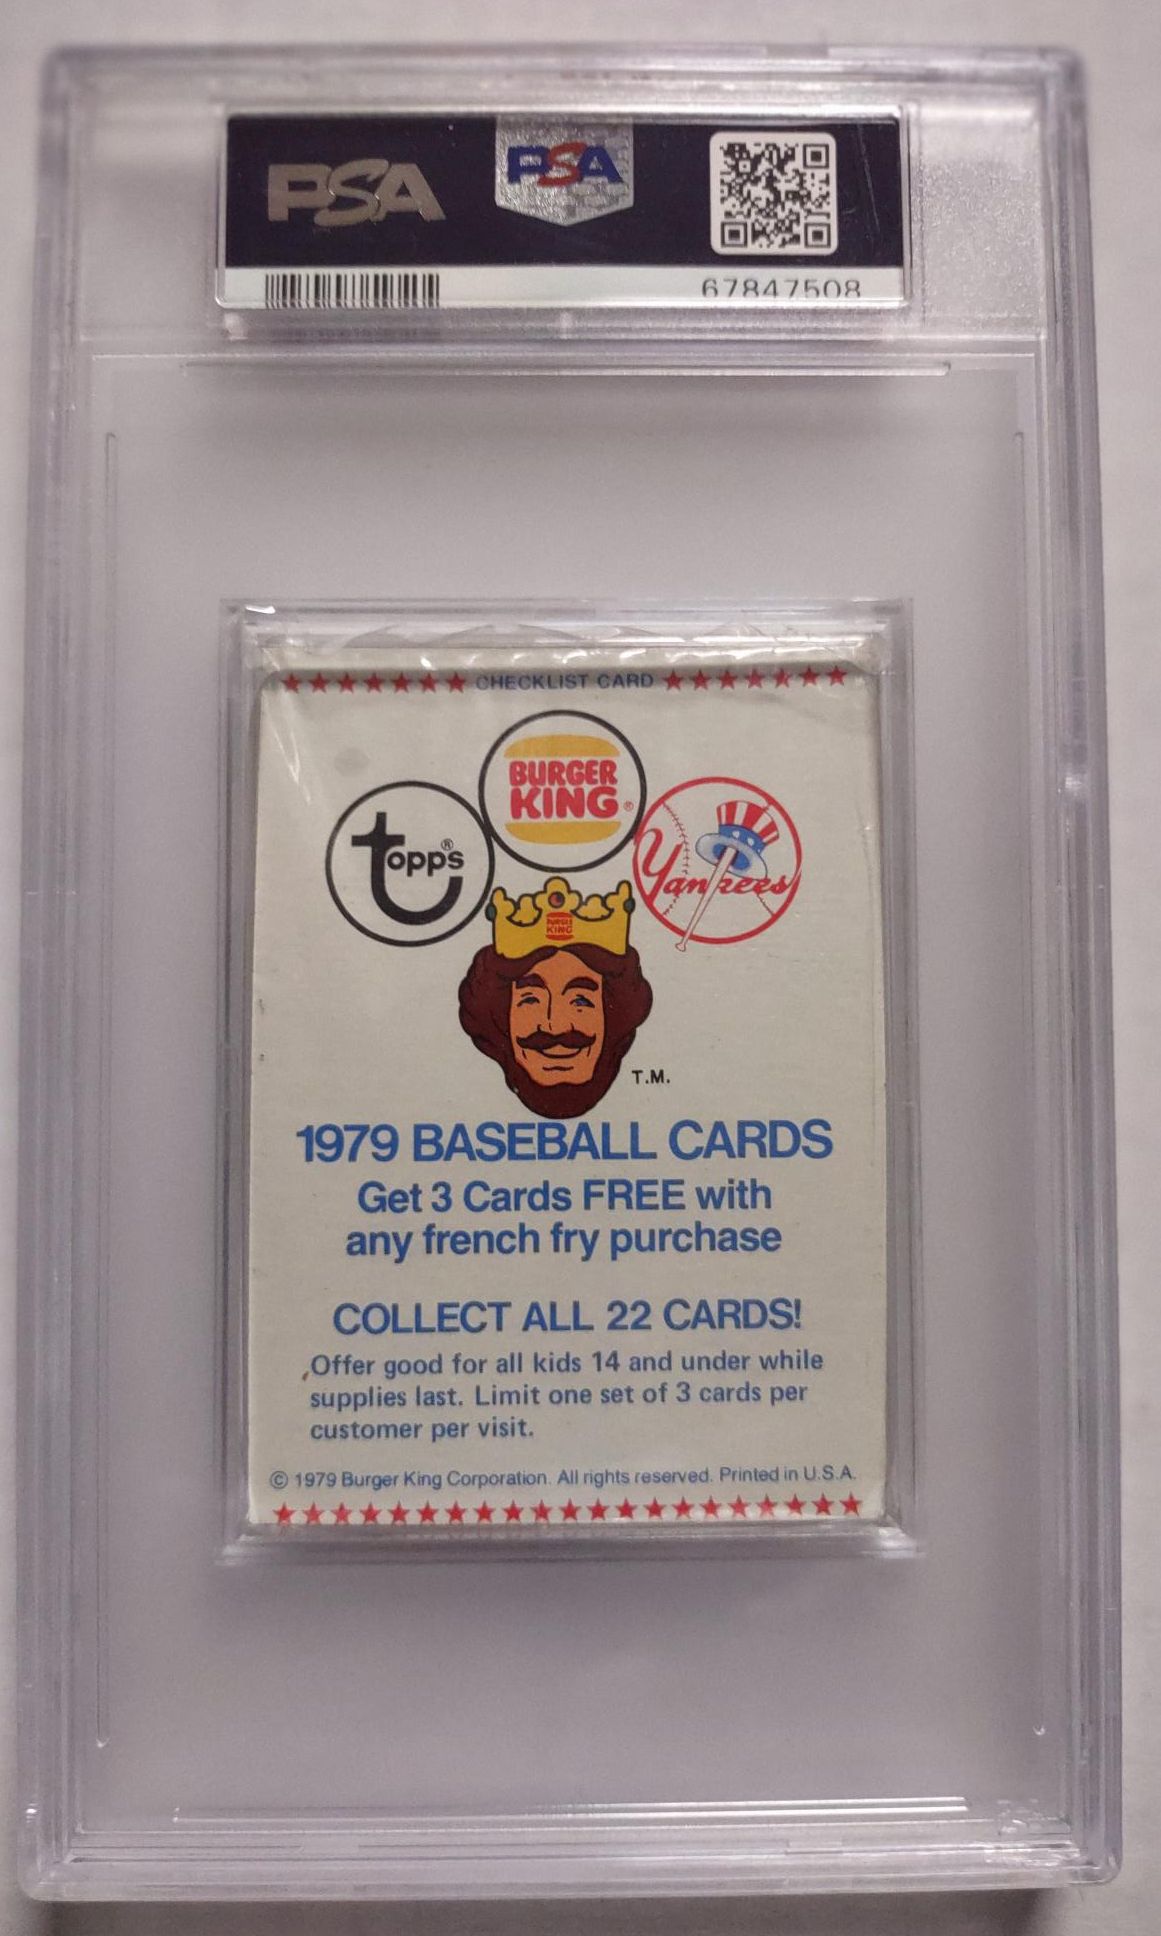 PSA
PSA
67847508
CHECKLIST CARD
BURGER
KING®
topps®
Yankees
BURGER
KING
T.M.
1979 BASEBALL CARDS
Get 3 Cards FREE with
any french fry purchase
COLLECT ALL 22 CARDS!
Offer good for all kids 14 and under while
supplies last. Limit one set of 3 cards per
customer per visit.
© 1979 Burger King Corporation. All rights reserved. Printed in U.S.A.